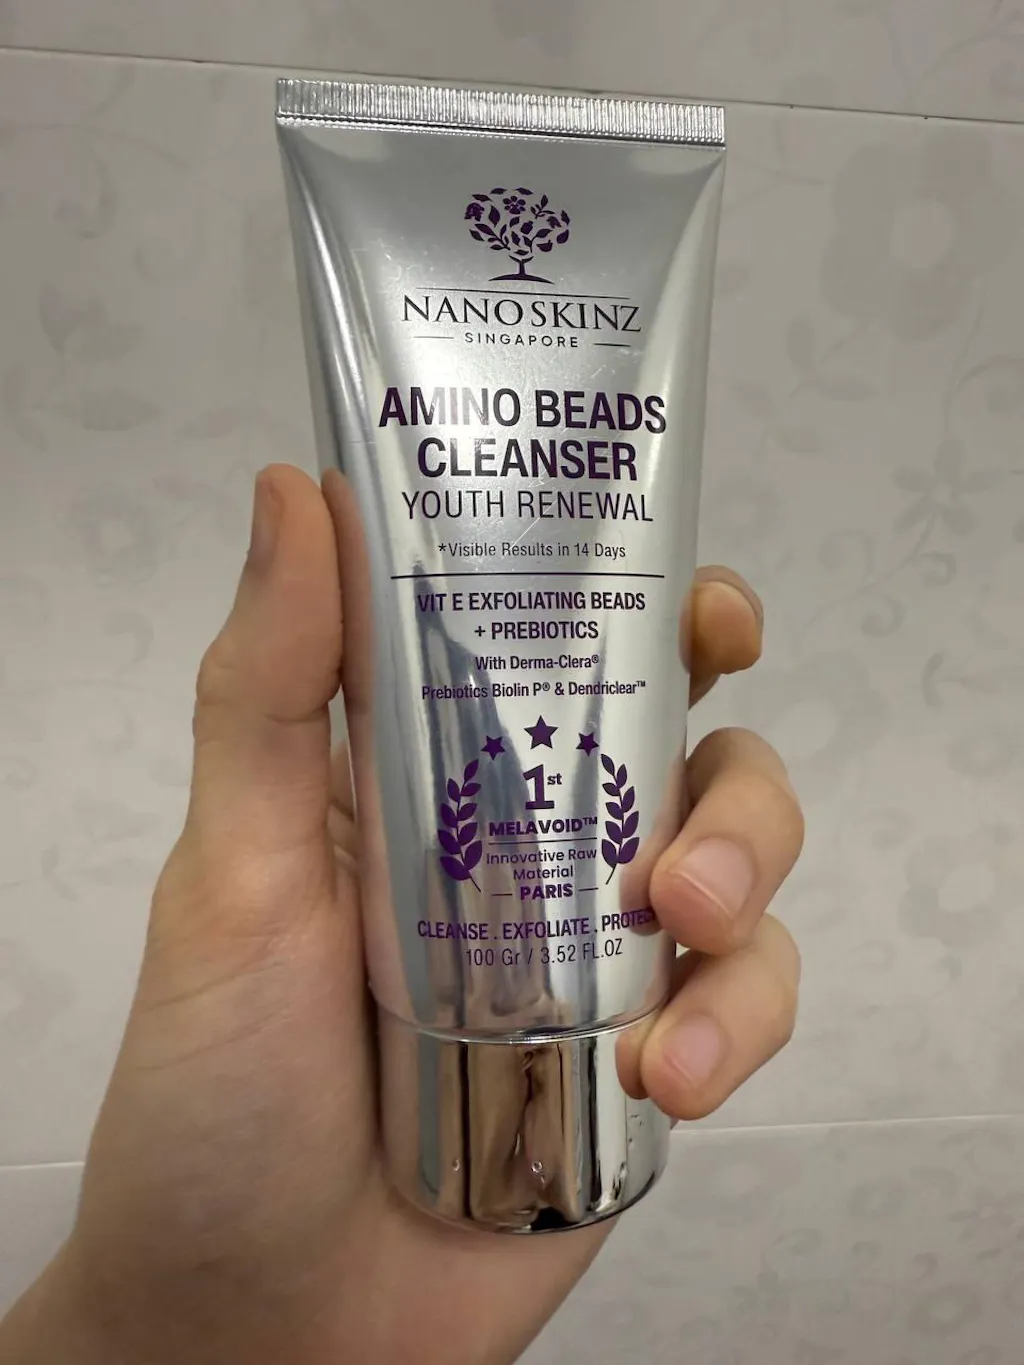 NANOSKINZ
SINGAPORE
AMINO BEADS
CLEANSER
YOUTH RENEWAL
*Visible Results in 14 Days
VIT E EXFOLIATING BEADS
+ PREBIOTICS
With Derma-Clera®
Prebiotics Biolin P® & Dendriclear™
1st
MELAVOID™
Innovative Raw
Material
PARIS
CLEANSE . EXFOLIATE . PROTECT
100 Gr / 3.52 FL.OZ